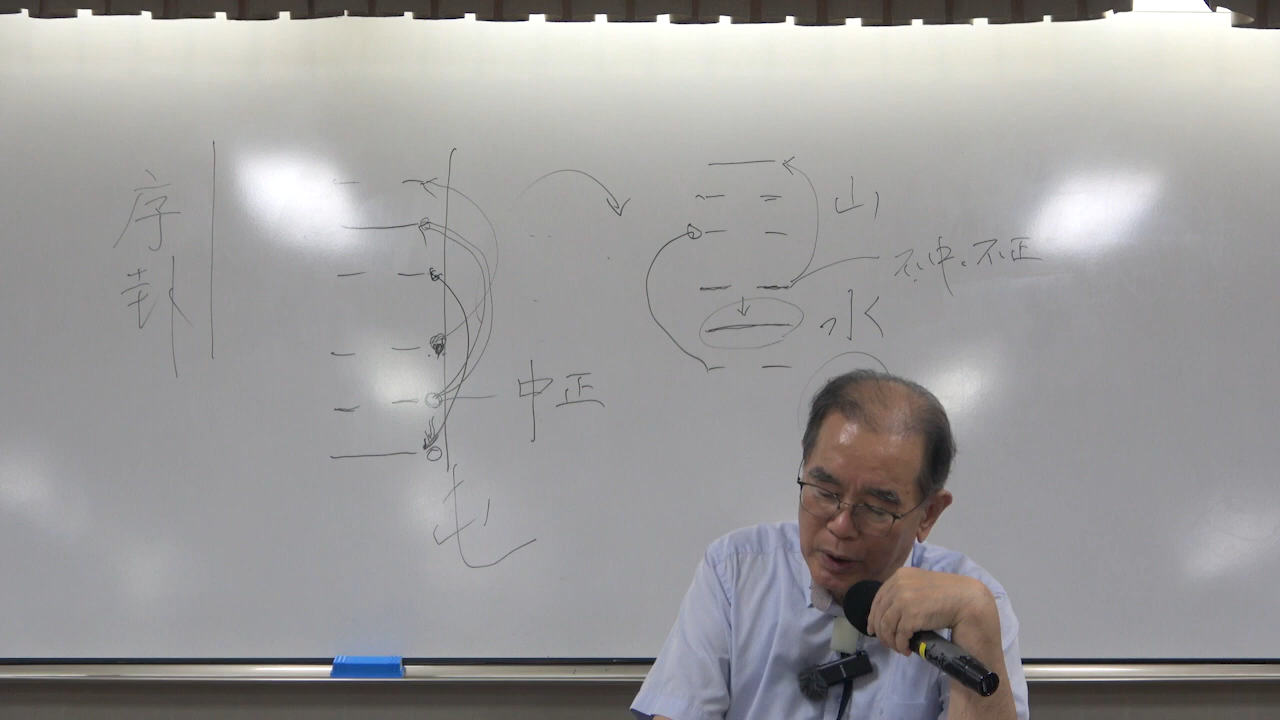 序
卦
屯
中正
山
水
不中、不正